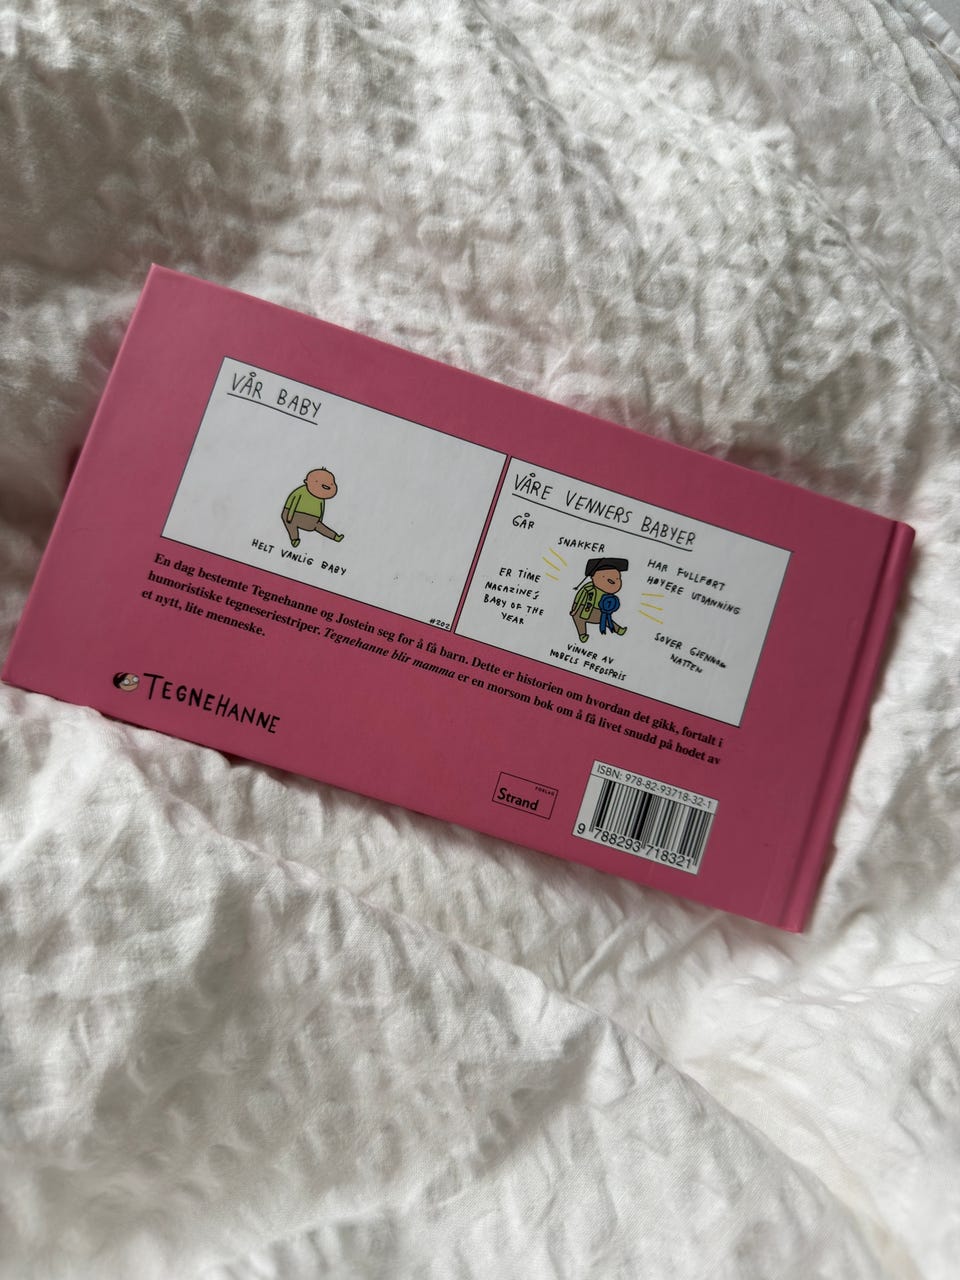 VÅR BABY
HELT VANLIG BABY
#202
VÅRE VENNERS BABYER
GÅR
SNAKKER
HAR FULLFØRT
HØYERE UTDANNING
ER TIME
MAGAZINES
BABY OF THE
YEAR
SOVER GJENNOM
NATTEN
VINNER AV
NOBELS FREDSPRIS
En dag bestemte Tegnehanne og Jostein seg for å få barn. Dette er historien om hvordan det gikk, fortalt i
humoristiske tegneseriestriper. Tegnehanne blir mamma er en morsom bok om å få livet snudd på hodet av
et nytt, lite menneske.
TEGNEHANNE
FORLAG
Strand
ISBN: 978-82-93718-32-1
9 788293 718321